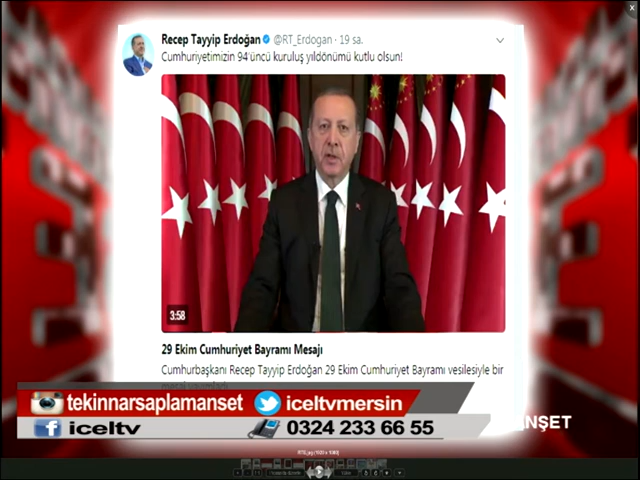 Recep Tayyip Erdoğan @RT_Erdogan · 19 sa.
Cumhuriyetimizin 94'üncü kuruluş yıldönümü kutlu olsun!
3:58
29 Ekim Cumhuriyet Bayramı Mesajı
Cumhurbaşkanı Recep Tayyip Erdoğan 29 Ekim Cumhuriyet Bayramı vesilesiyle bir
mesaj yayımladı
tekinnarsaplamanset iceltvmersin
iceltv 0324 233 66 55
NŞET